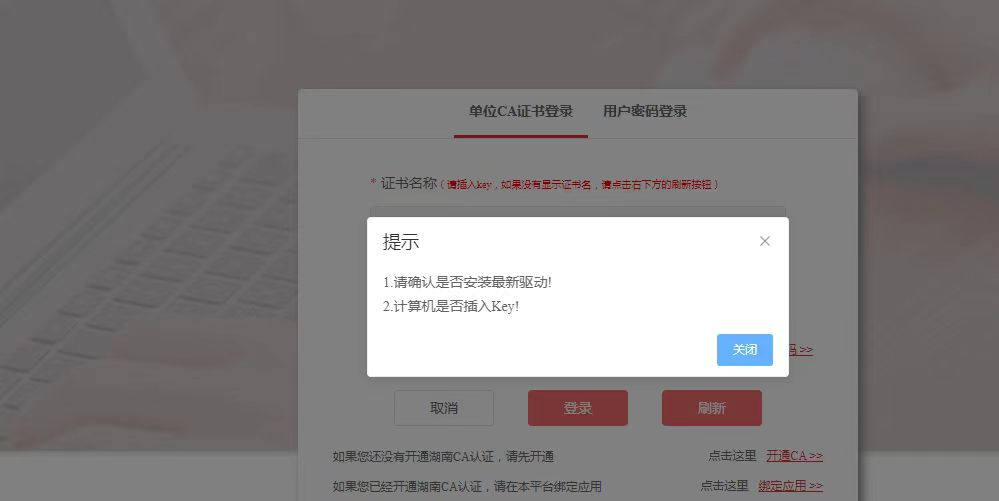 单位CA证书登录 用户密码登录
* 证书名称（请插入key，如果没有显示证书名，请点击右下方的刷新按钮）
提示
1.请确认是否安装最新驱动!
2.计算机是否插入Key!
关闭
码 >>
取消 登录 刷新
如果您还没有开通湖南CA认证，请先开通 点击这里 开通CA >>
如果您已经开通湖南CA认证，请在本平台绑定应用 点击这里 绑定应用 >>